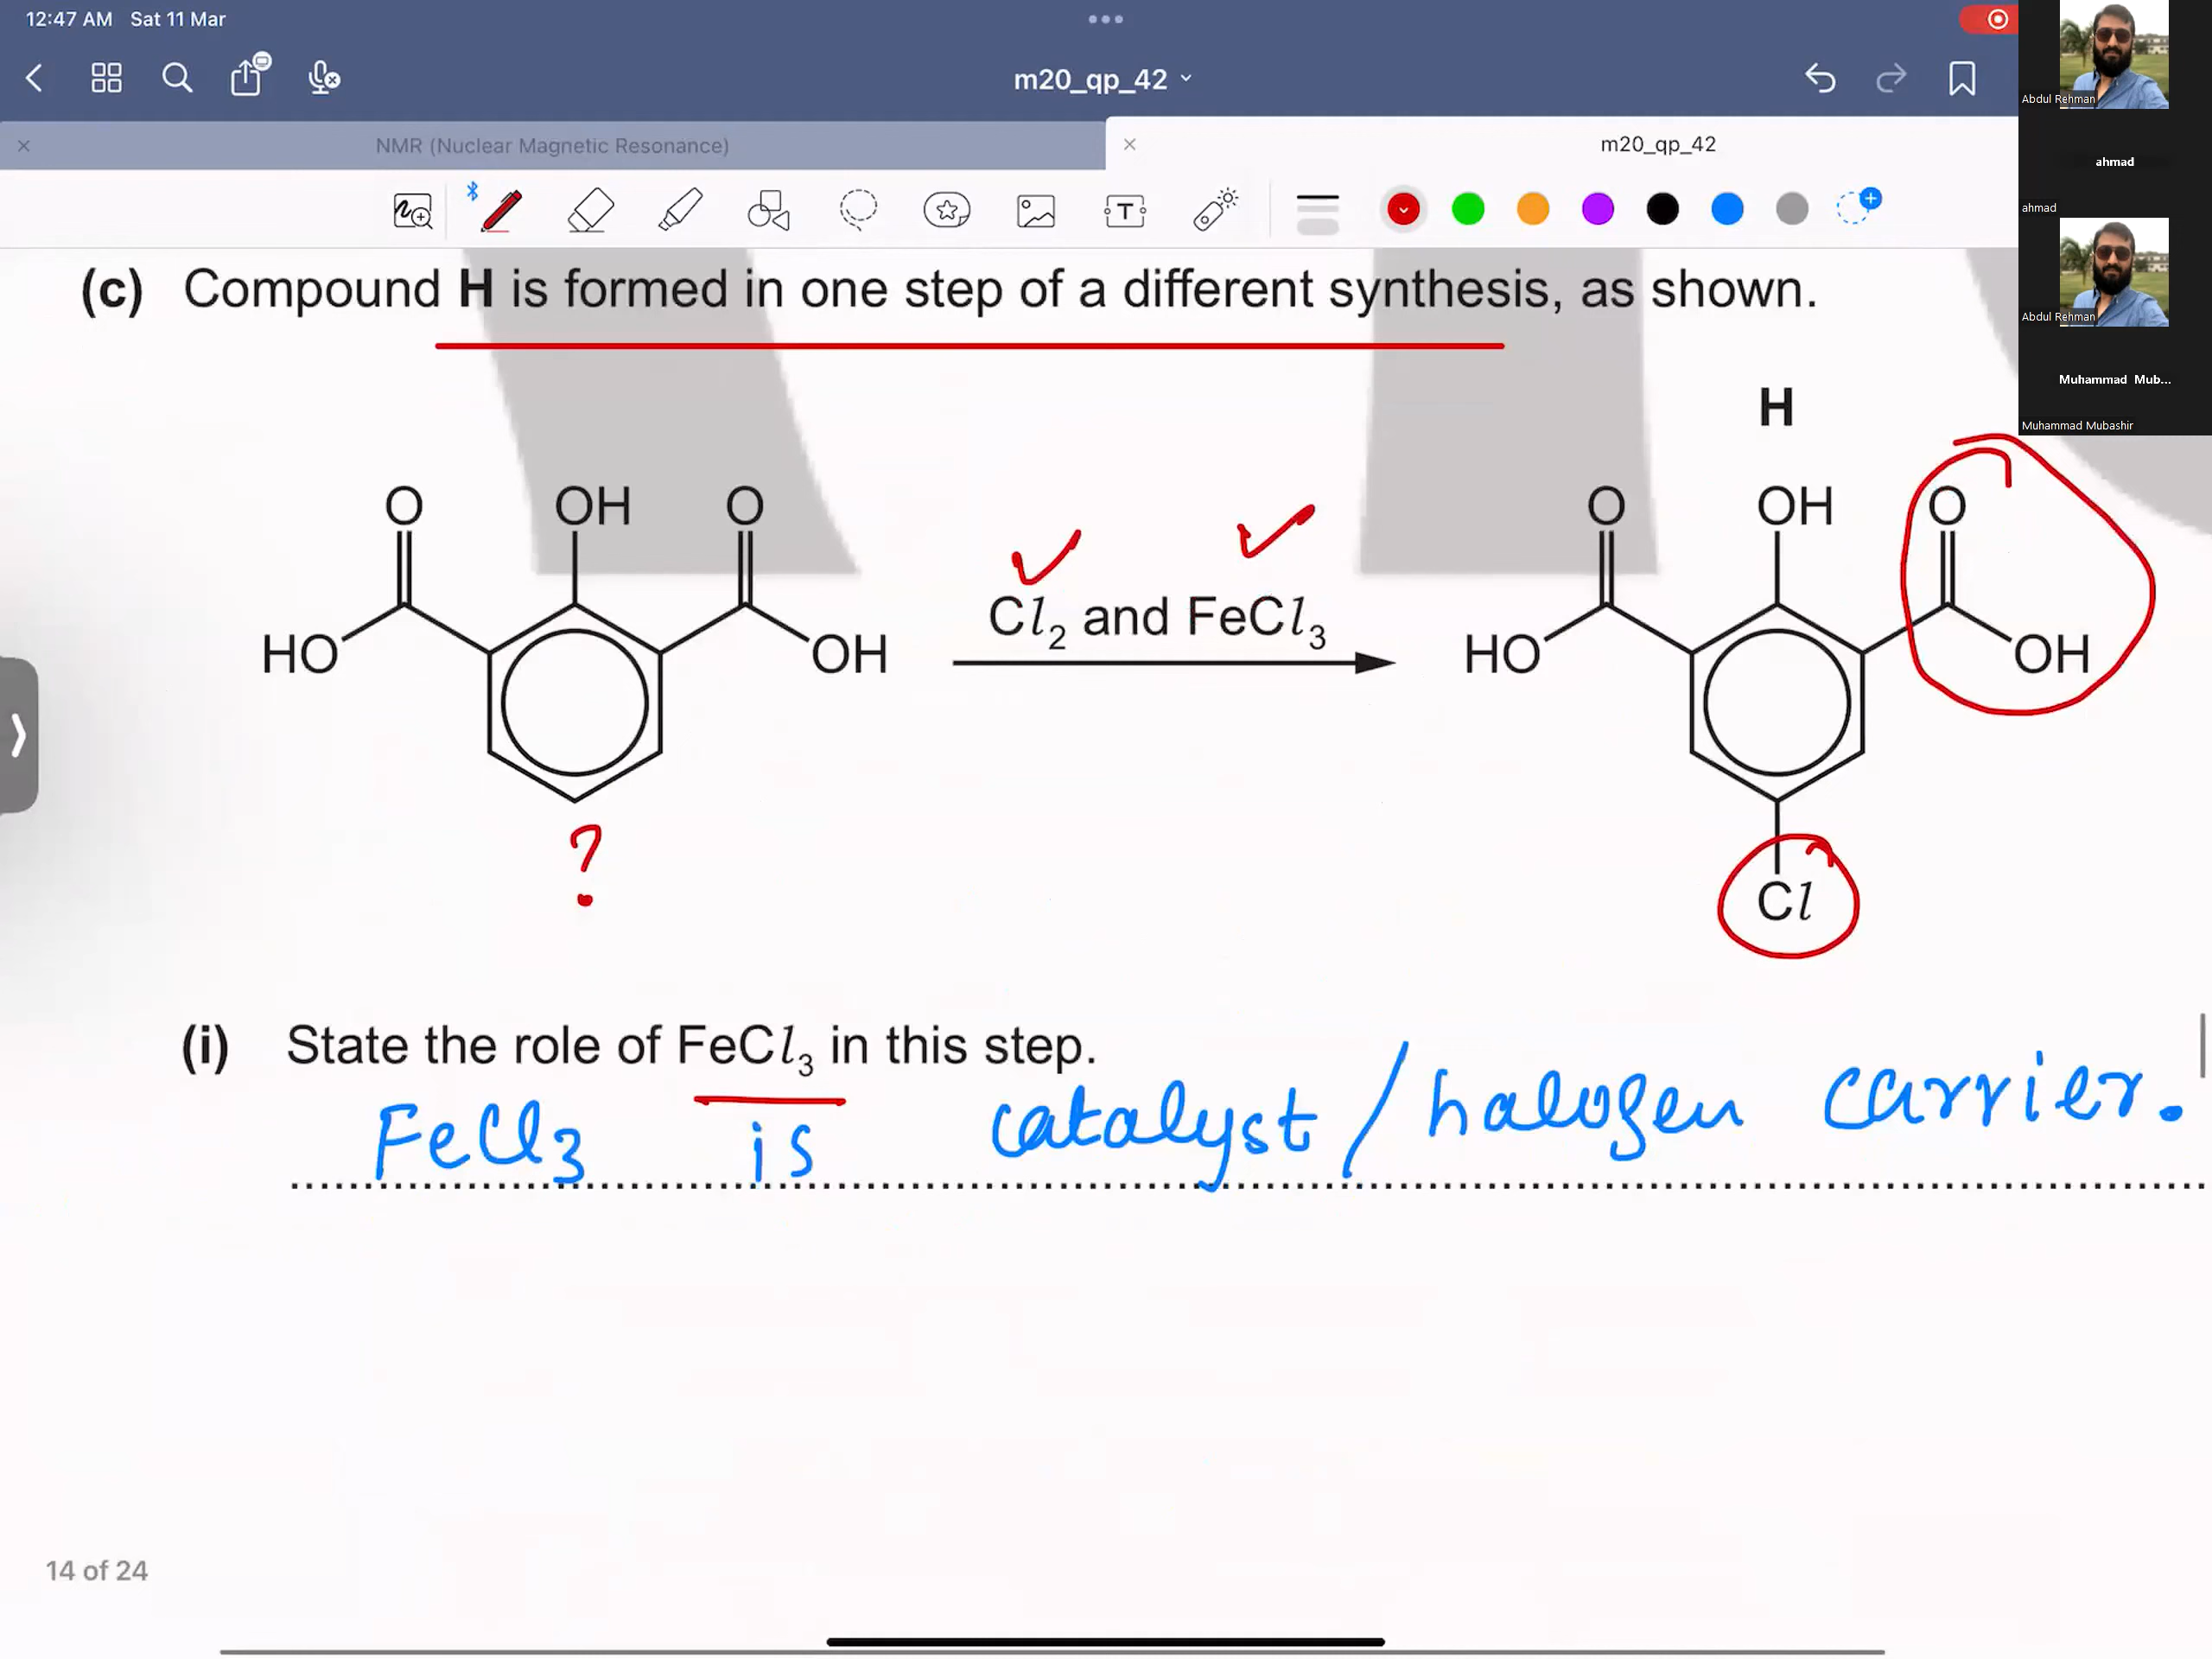 12:47 AM Sat 11 Mar
m20_qp_42
NMR (Nuclear Magnetic Resonance)
m20_qp_42
T
Abdul Rehman
ahmad
ahmad
Abdul Rehman
Muhammad Mub...
Muhammad Mubashir
(c) Compound H is formed in one step of a different synthesis, as shown.
H
O OH O
HO OH
Cl₂ and FeCl₃
O OH O
HO OH
?
Cl
(i) State the role of FeCl₃ in this step.
FeCl₃ is catalyst / halogen carrier.
14 of 24